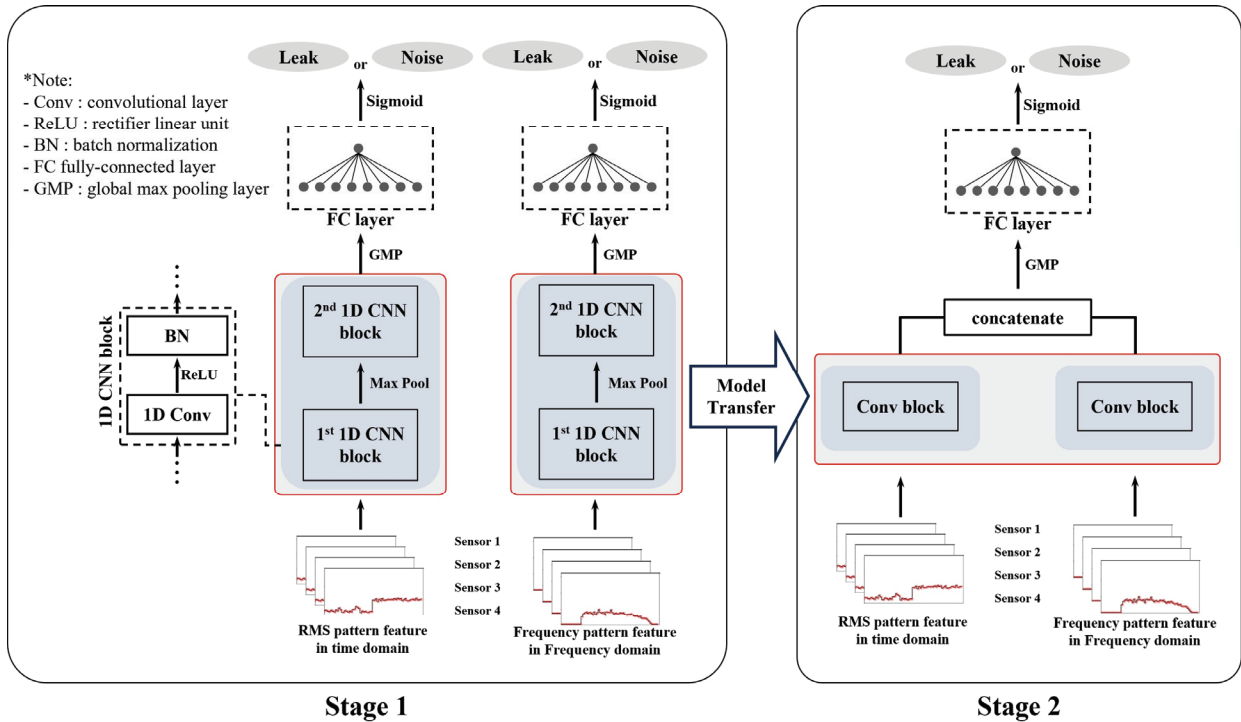 Leak
or
Noise
Leak
or
Noise
*Note:
- Conv : convolutional layer
- ReLU : rectifier linear unit
- BN : batch normalization
- FC fully-connected layer
- GMP : global max pooling layer
Sigmoid
Sigmoid
FC layer
FC layer
GMP
GMP
1D CNN block
BN
ReLU
1D Conv
2nd 1D CNN
block
Max Pool
1st 1D CNN
block
2nd 1D CNN
block
Max Pool
1st 1D CNN
block
Sensor 1
Sensor 2
Sensor 3
Sensor 4
RMS pattern feature
in time domain
Frequency pattern feature
in Frequency domain
Stage 1
Model
Transfer
Leak
or
Noise
Sigmoid
FC layer
GMP
concatenate
Conv block
Conv block
Sensor 1
Sensor 2
Sensor 3
Sensor 4
RMS pattern feature
in time domain
Frequency pattern feature
in Frequency domain
Stage 2